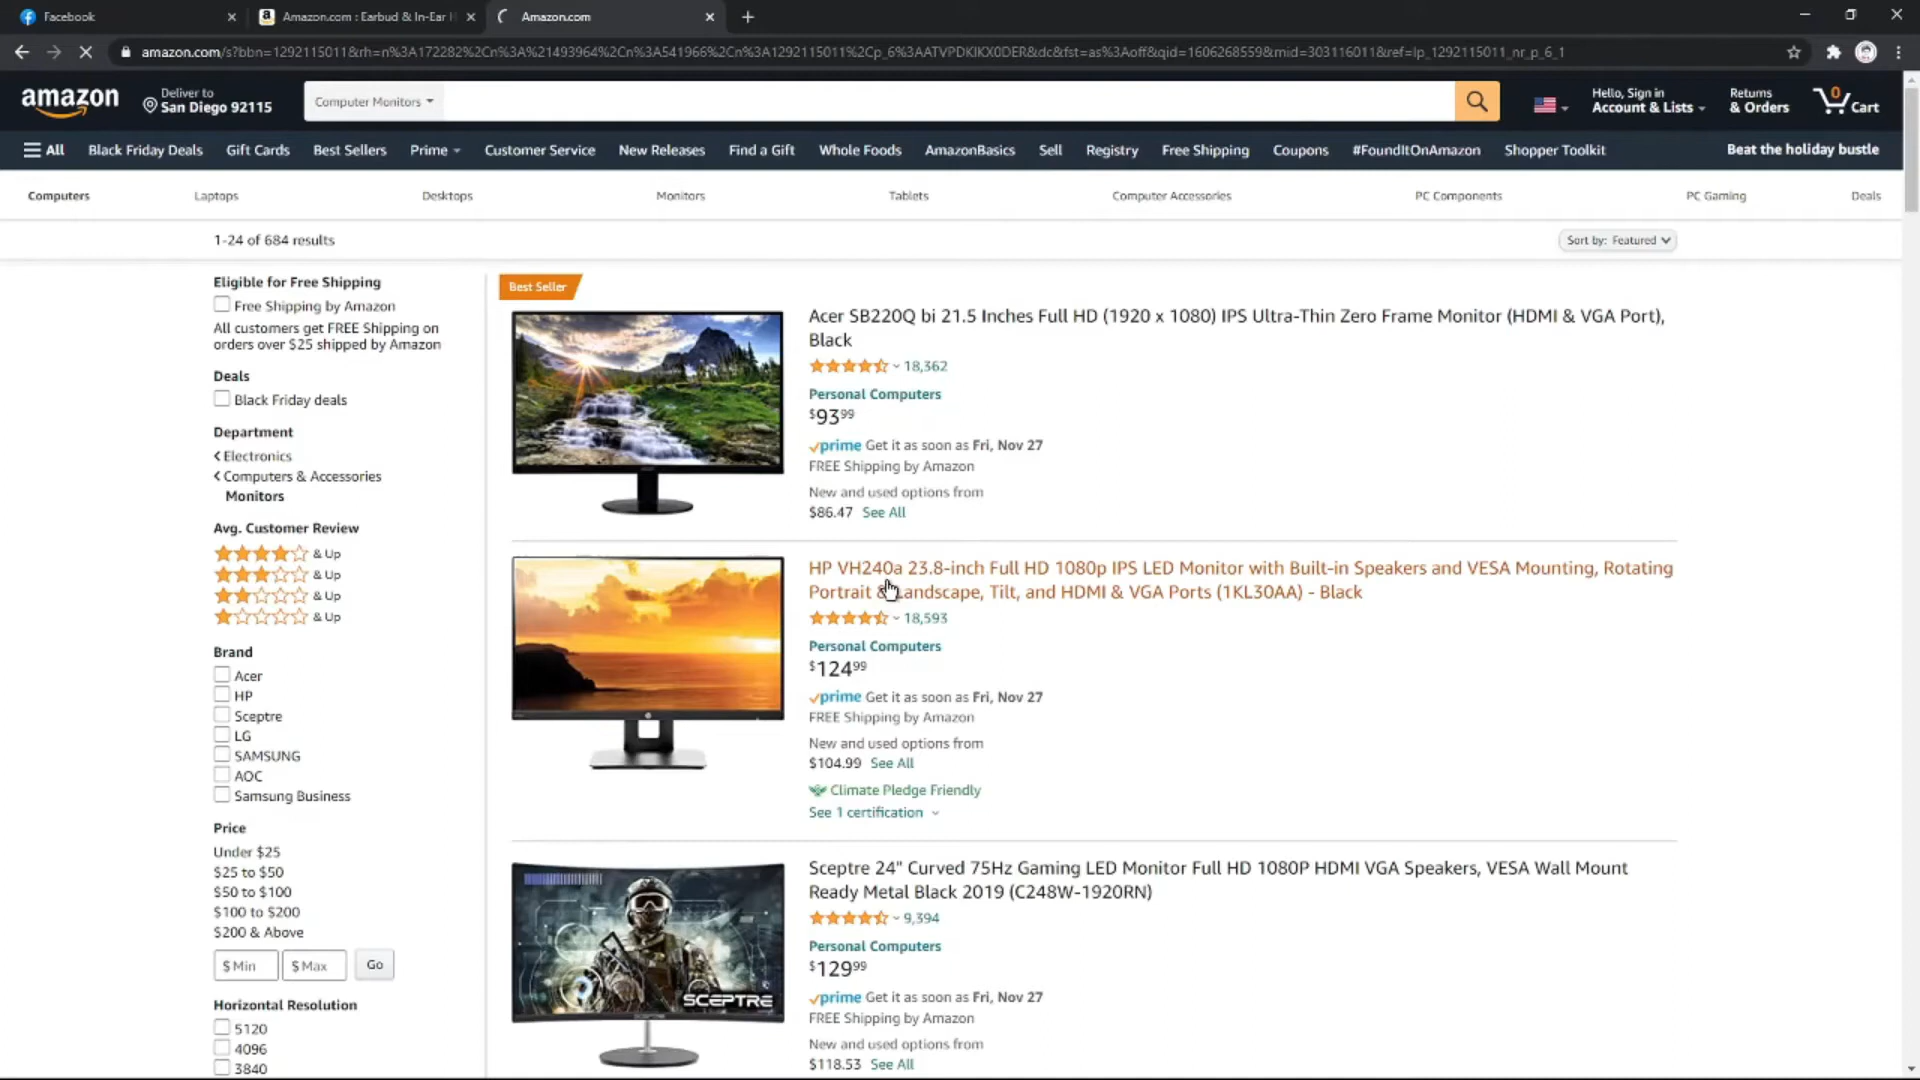 Facebook
Amazon.com : Earbud & In-Ear
Amazon.com
amazon.com/s?bbn=1292115011&rh=n%3A172282%2Cn%3A%21493964%2Cn%3A541966%2Cn%3A1292115011%2Cp_6%3AATVPDKIKX0DER&dc&fst=as%3Aoff&qid=1606268559&mid=303116011&ref=lp_1292115011_nr_p_6_1
amazon
Deliver to
San Diego 92115
Computer Monitors
Hello, Sign in
Account & Lists
Returns
& Orders
0
Cart
All
Black Friday Deals
Gift Cards
Best Sellers
Prime
Customer Service
New Releases
Find a Gift
Whole Foods
AmazonBasics
Sell
Registry
Free Shipping
Coupons
#FoundItOnAmazon
Shopper Toolkit
Beat the holiday bustle
Computers
Laptops
Desktops
Monitors
Tablets
Computer Accessories
PC Components
PC Gaming
Deals
1-24 of 684 results
Sort by: Featured
Eligible for Free Shipping
Free Shipping by Amazon
All customers get FREE Shipping on
orders over $25 shipped by Amazon
Deals
Black Friday deals
Department
Electronics
Computers & Accessories
Monitors
Avg. Customer Review
& Up
& Up
& Up
& Up
Brand
Acer
HP
Sceptre
LG
SAMSUNG
AOC
Samsung Business
Price
Under $25
$25 to $50
$50 to $100
$100 to $200
$200 & Above
$ Min
$ Max
Go
Horizontal Resolution
5120
4096
3840
Best Seller
Acer SB220Q bi 21.5 Inches Full HD (1920 x 1080) IPS Ultra-Thin Zero Frame Monitor (HDMI & VGA Port),
Black
18,362
Personal Computers
$93.99
prime Get it as soon as Fri, Nov 27
FREE Shipping by Amazon
New and used options from
$86.47 See All
HP VH240a 23.8-inch Full HD 1080p IPS LED Monitor with Built-in Speakers and VESA Mounting, Rotating
Portrait & Landscape, Tilt, and HDMI & VGA Ports (1KL30AA) - Black
18,593
Personal Computers
$124.99
prime Get it as soon as Fri, Nov 27
FREE Shipping by Amazon
New and used options from
$104.99 See All
Climate Pledge Friendly
See 1 certification
SCEPTRE
Sceptre 24" Curved 75Hz Gaming LED Monitor Full HD 1080P HDMI VGA Speakers, VESA Wall Mount
Ready Metal Black 2019 (C248W-1920RN)
9,394
Personal Computers
$129.99
prime Get it as soon as Fri, Nov 27
FREE Shipping by Amazon
New and used options from
$118.53 See All